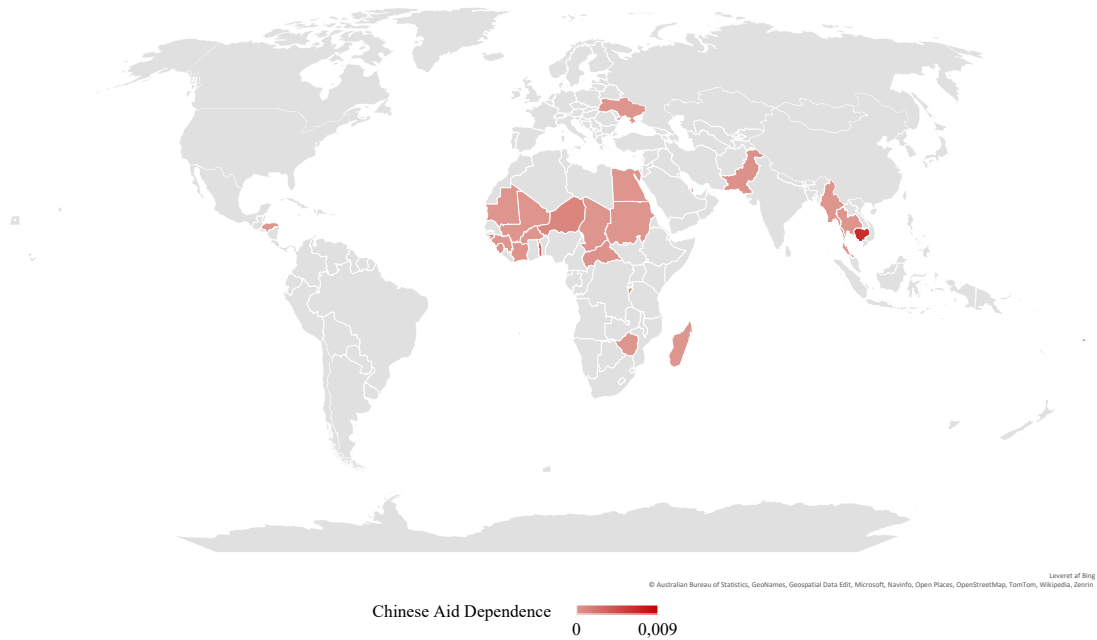 Leveret af Bing
© Australian Bureau of Statistics, GeoNames, Geospatial Data Edit, Microsoft, Navinfo, Open Places, OpenStreetMap, TomTom, Wikipedia, Zenrin
Chinese Aid Dependence
0 0,009